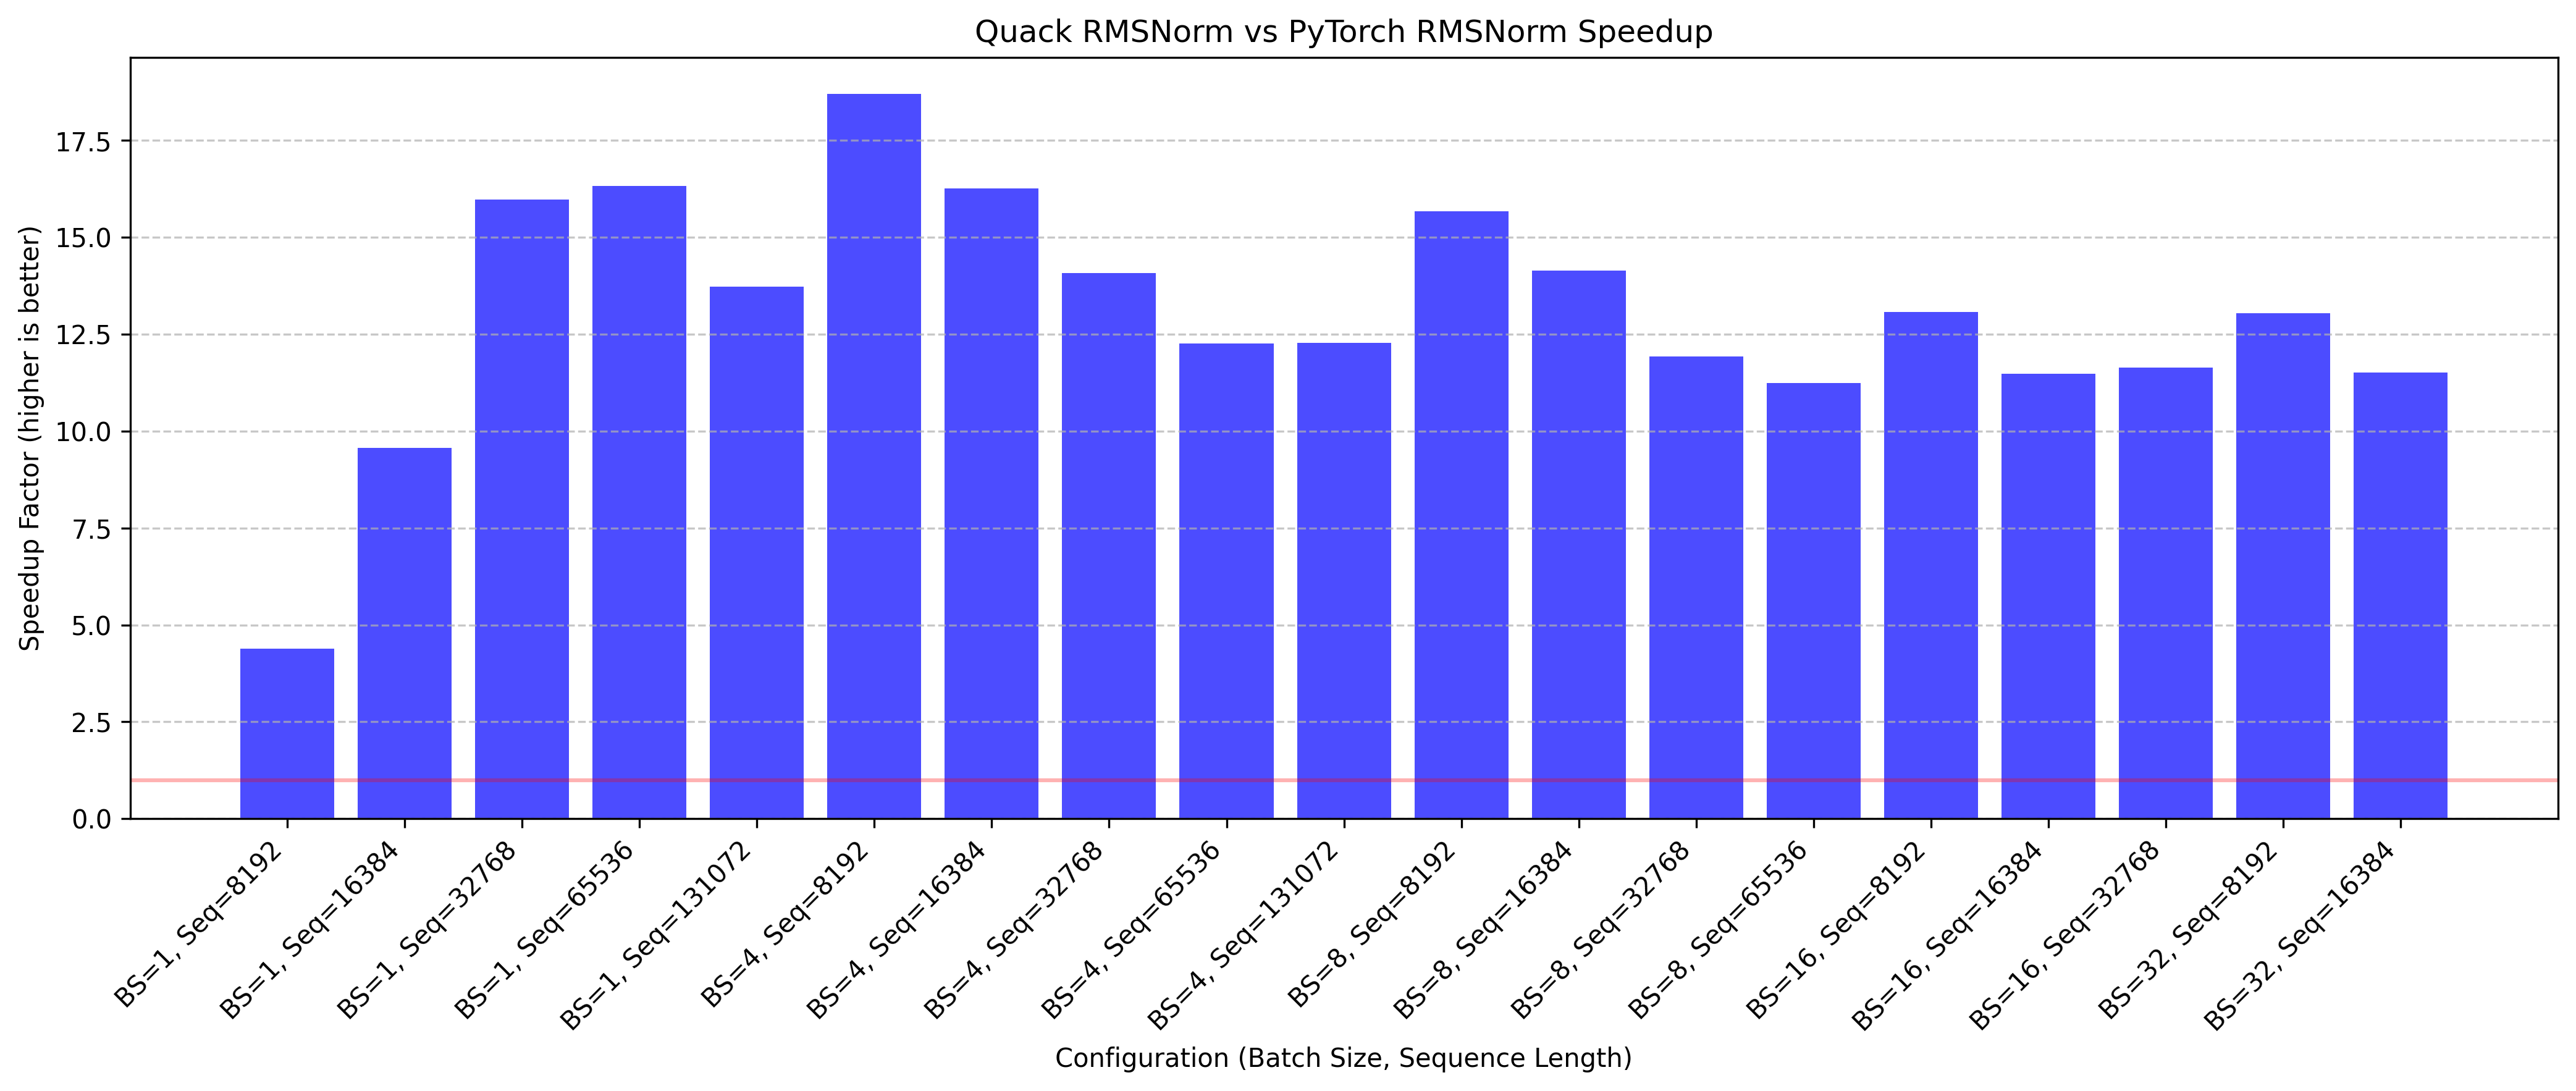 Quack RMSNorm vs PyTorch RMSNorm Speedup
Speedup Factor (higher is better)
17.5
15.0
12.5
10.0
7.5
5.0
2.5
0.0
BS=1, Seq=8192
BS=1, Seq=16384
BS=1, Seq=32768
BS=1, Seq=65536
BS=1, Seq=131072
BS=4, Seq=8192
BS=4, Seq=16384
BS=4, Seq=32768
BS=4, Seq=65536
BS=4, Seq=131072
BS=8, Seq=8192
BS=8, Seq=16384
BS=8, Seq=32768
BS=8, Seq=65536
BS=16, Seq=8192
BS=16, Seq=16384
BS=16, Seq=32768
BS=32, Seq=8192
BS=32, Seq=16384
Configuration (Batch Size, Sequence Length)